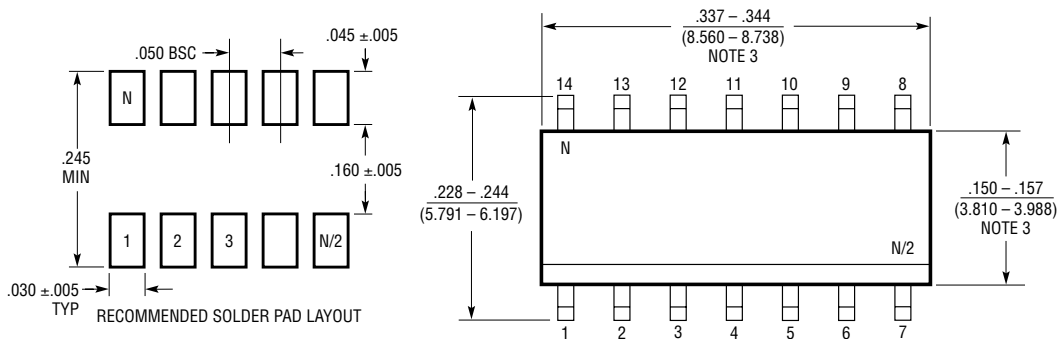 .050 BSC
.045 ±.005
N
.245
MIN
.160 ±.005
1 2 3 N/2
.030 ±.005
TYP
RECOMMENDED SOLDER PAD LAYOUT
.337 – .344
(8.560 – 8.738)
NOTE 3
14 13 12 11 10 9 8
N
.228 – .244
(5.791 – 6.197)
.150 – .157
(3.810 – 3.988)
NOTE 3
N/2
1 2 3 4 5 6 7